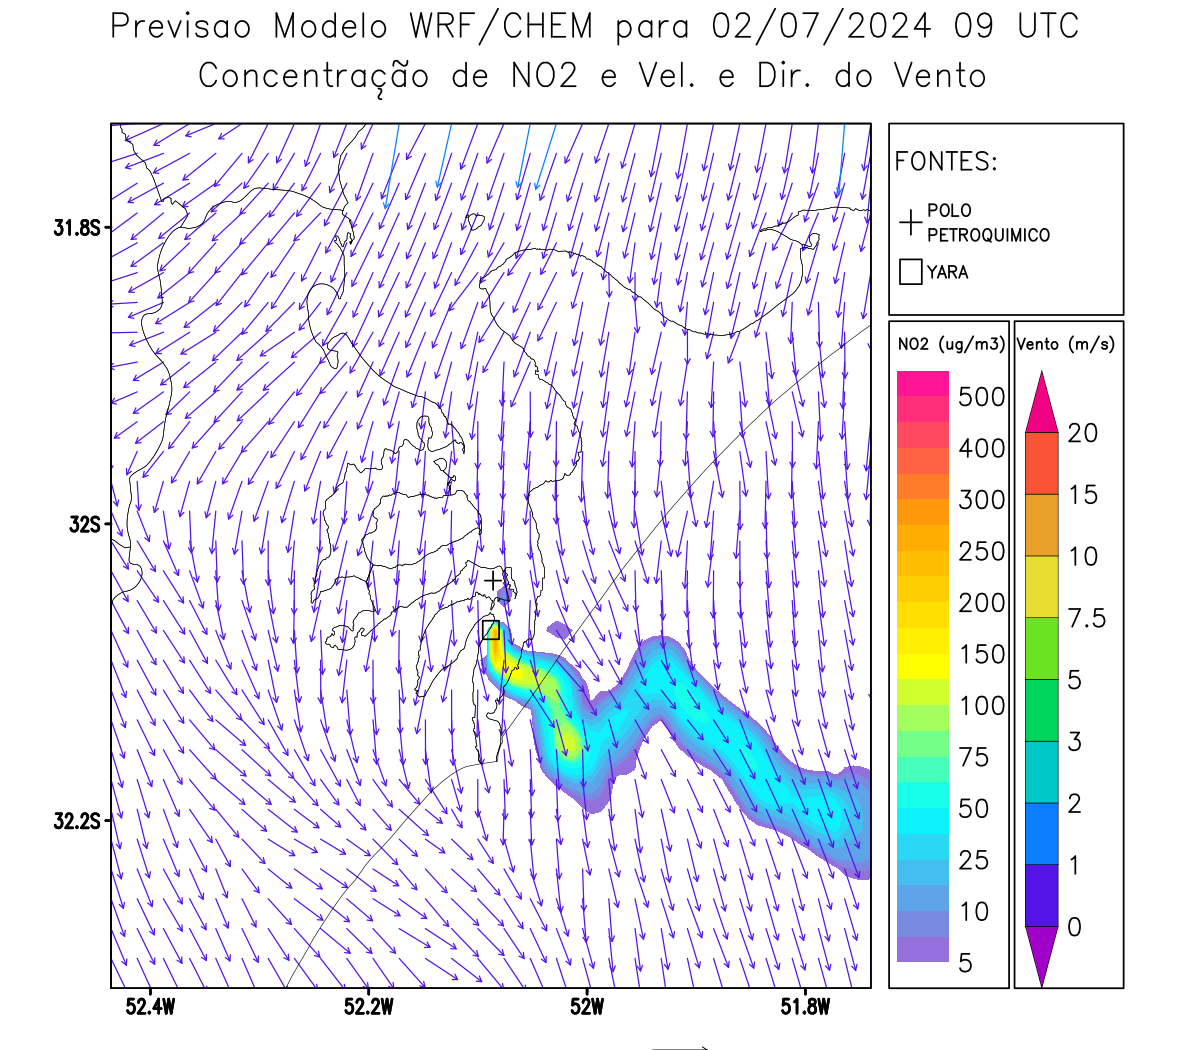 Previsao Modelo WRF/CHEM para 02/07/2024 09 UTC
Concentração de NO2 e Vel. e Dir. do Vento
FONTES:
POLO
PETROQUIMICO
YARA
31.8S
32S
32.2S
52.4W
52.2W
52W
51.8W
NO2 (ug/m3)
500
400
300
250
200
150
100
75
50
25
10
5
Vento (m/s)
20
15
10
7.5
5
3
2
1
0